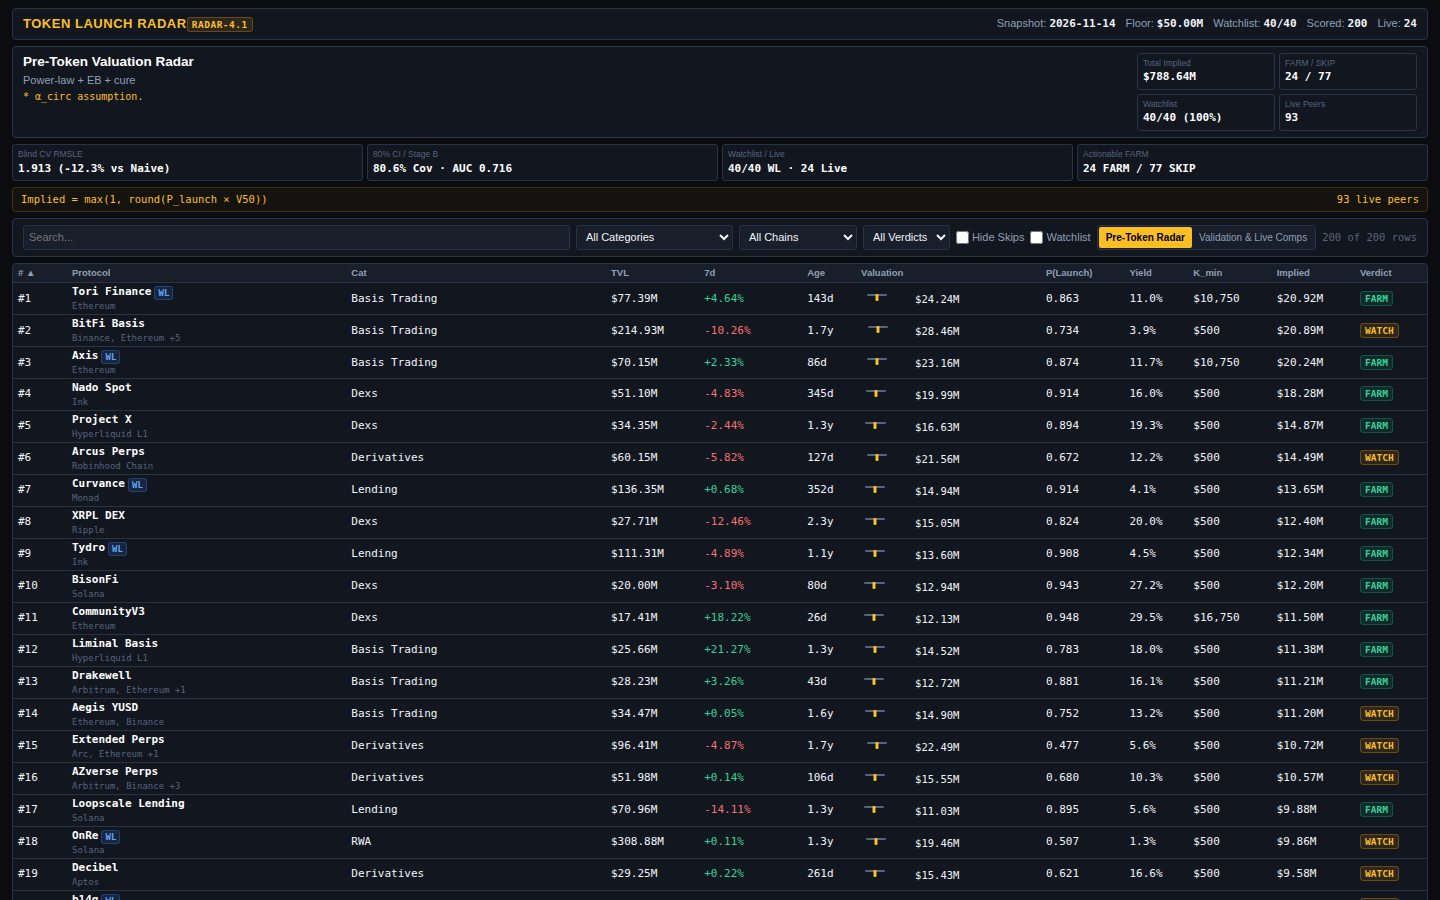 TOKEN LAUNCH RADAR RADAR-4.1 Snapshot: 2026-11-14 Floor: $50.00M Watchlist: 40/40 Scored: 200 Live: 24
Pre-Token Valuation Radar
Power-law + EB + cure
* α_circ assumption.
Total Implied
$788.64M
FARM / SKIP
24 / 77
Watchlist
40/40 (100%)
Live Peers
93
Blind CV RMSLE
1.913 (-12.3% vs Naive)
80% CI / Stage B
80.6% Cov · AUC 0.716
Watchlist / Live
40/40 WL · 24 Live
Actionable FARM
24 FARM / 77 SKIP
Implied = max(1, round(P_launch × V50)) 93 live peers
Search... All Categories All Chains All Verdicts Hide Skips Watchlist Pre-Token Radar Validation & Live Comps 200 of 200 rows
# ▲ Protocol Cat TVL 7d Age Valuation P(Launch) Yield K_min Implied Verdict
#1 Tori Finance WL Basis Trading $77.39M +4.64% 143d $24.24M 0.863 11.0% $10,750 $20.92M FARM
Ethereum
#2 BitFi Basis Basis Trading $214.93M -10.26% 1.7y $28.46M 0.734 3.9% $500 $20.89M WATCH
Binance, Ethereum +5
#3 Axis WL Basis Trading $70.15M +2.33% 86d $23.16M 0.874 11.7% $10,750 $20.24M FARM
Ethereum
#4 Nado Spot Dexs $51.10M -4.83% 345d $19.99M 0.914 16.0% $500 $18.28M FARM
Ink
#5 Project X Dexs $34.35M -2.44% 1.3y $16.63M 0.894 19.3% $500 $14.87M FARM
Hyperliquid L1
#6 Arcus Perps Derivatives $60.15M -5.82% 127d $21.56M 0.672 12.2% $500 $14.49M WATCH
Robinhood Chain
#7 Curvance WL Lending $136.35M +0.68% 352d $14.94M 0.914 4.1% $500 $13.65M FARM
Monad
#8 XRPL DEX Dexs $27.71M -12.46% 2.3y $15.05M 0.824 20.0% $500 $12.40M FARM
Ripple
#9 Tydro WL Lending $111.31M -4.89% 1.1y $13.60M 0.908 4.5% $500 $12.34M FARM
Ink
#10 BisonFi Dexs $20.00M -3.10% 80d $12.94M 0.943 27.2% $500 $12.20M FARM
Solana
#11 CommunityV3 Dexs $17.41M +18.22% 26d $12.13M 0.948 29.5% $16,750 $11.50M FARM
Ethereum
#12 Liminal Basis Basis Trading $25.66M +21.27% 1.3y $14.52M 0.783 18.0% $500 $11.38M FARM
Hyperliquid L1
#13 Drakewell Basis Trading $28.23M +3.26% 43d $12.72M 0.881 16.1% $500 $11.21M FARM
Arbitrum, Ethereum +1
#14 Aegis YUSD Basis Trading $34.47M +0.05% 1.6y $14.90M 0.752 13.2% $500 $11.20M WATCH
Ethereum, Binance
#15 Extended Perps Derivatives $96.41M -4.87% 1.7y $22.49M 0.477 5.6% $500 $10.72M WATCH
Arc, Ethereum +1
#16 AZverse Perps Derivatives $51.98M +0.14% 106d $15.55M 0.680 10.3% $500 $10.57M WATCH
Arbitrum, Binance +3
#17 Loopscale Lending Lending $70.96M -14.11% 1.3y $11.03M 0.895 5.6% $500 $9.88M FARM
Solana
#18 OnRe WL RWA $308.88M +0.11% 1.3y $19.46M 0.507 1.3% $500 $9.86M WATCH
Solana
#19 Decibel Derivatives $29.25M +0.22% 261d $15.43M 0.621 16.6% $500 $9.58M WATCH
Aptos